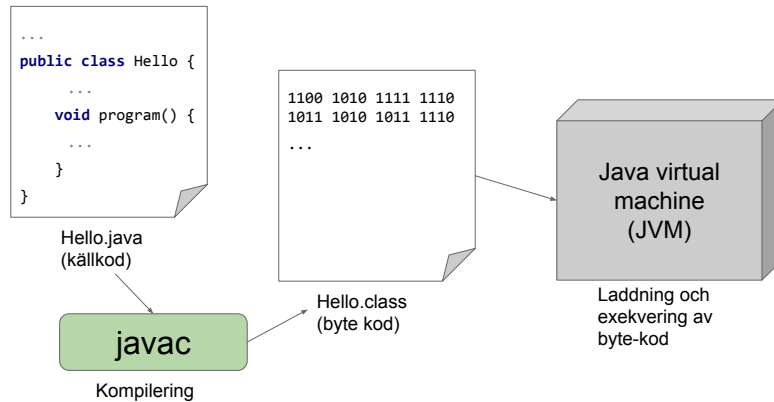 ...
public class Hello {
...
void program() {
...
}
}
Hello.java
(källkod)
javac
Kompilering
1100 1010 1111 1110
1011 1010 1011 1110
...
Hello.class
(byte kod)
Java virtual
machine
(JVM)
Laddning och
exekvering av
byte-kod